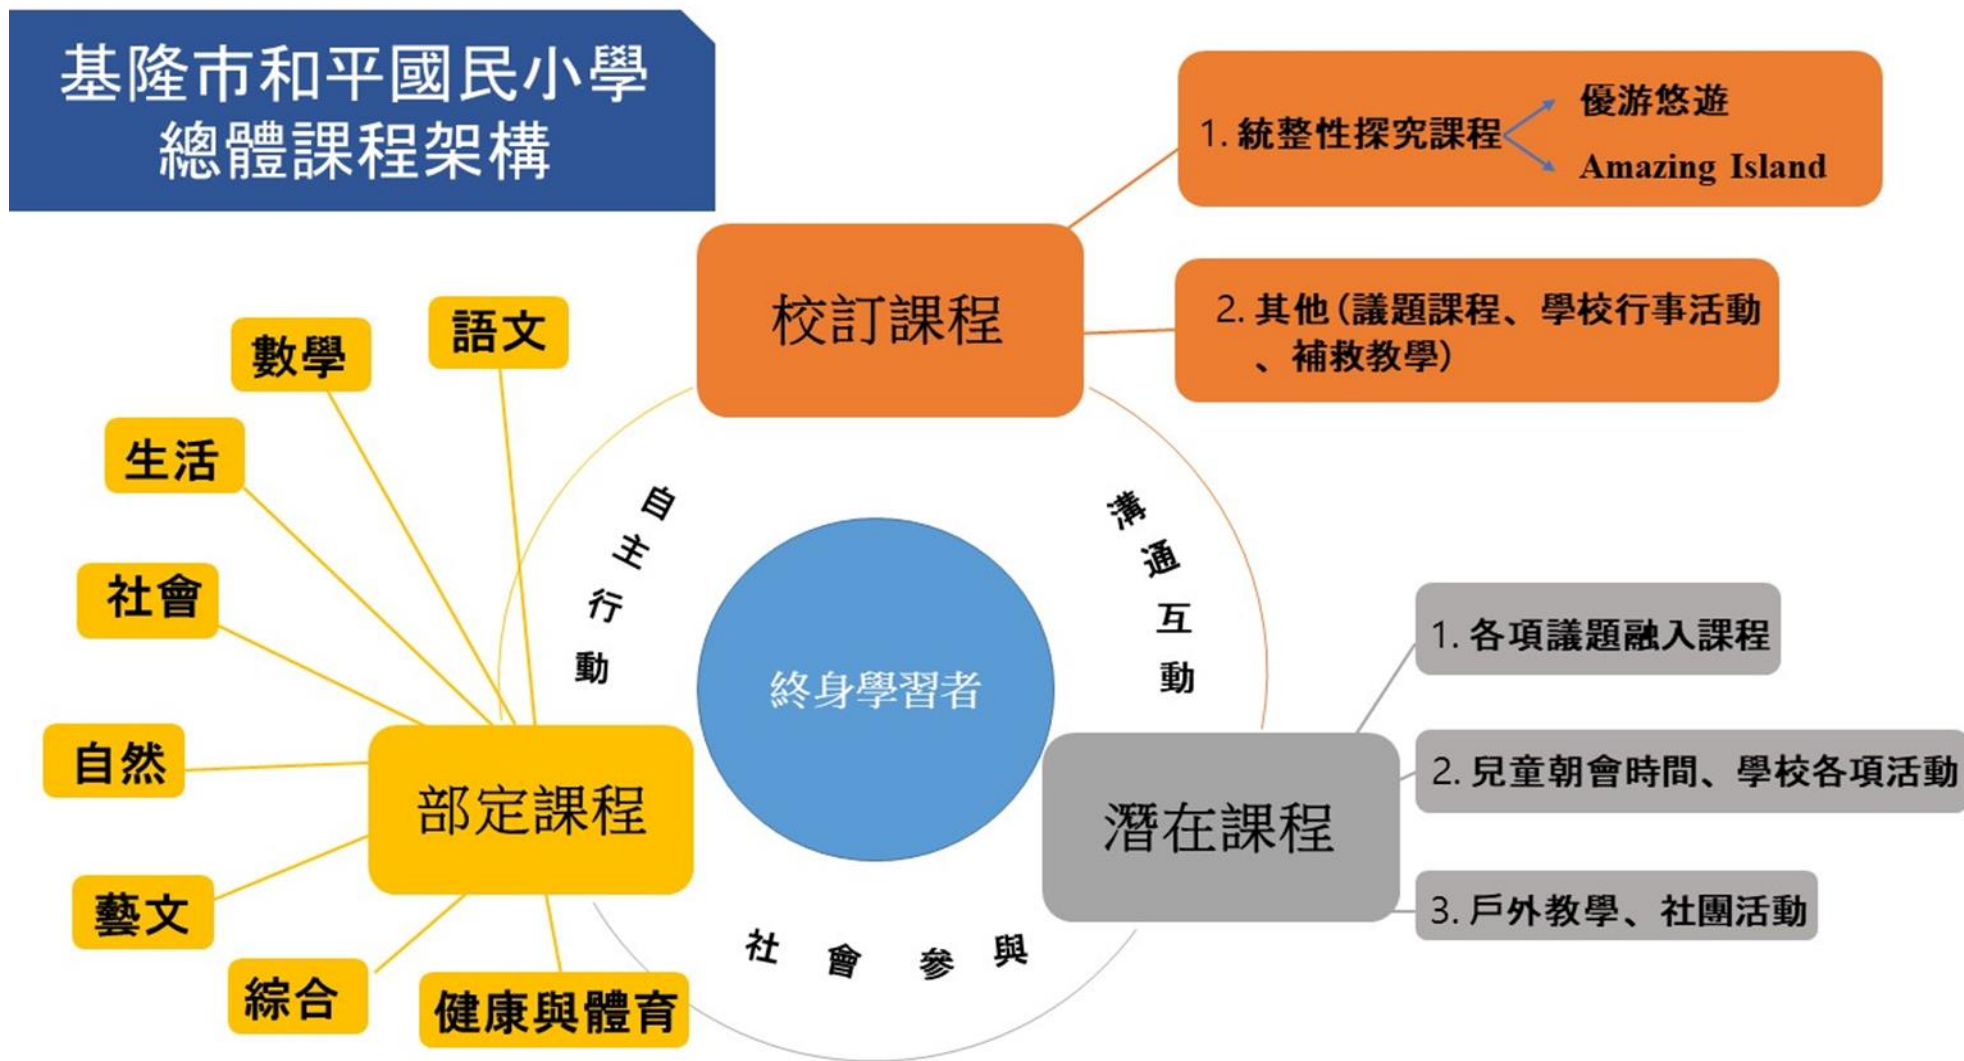 基隆市和平國民小學
總體課程架構
校訂課程
1. 統整性探究課程
優游悠遊
Amazing Island
2. 其他(議題課程、學校行事活動
、補救教學)
語文
數學
生活
社會
自然
藝文
綜合
健康與體育
部定課程
自主行動
溝通互動
社會參與
終身學習者
潛在課程
1. 各項議題融入課程
2. 兒童朝會時間、學校各項活動
3. 戶外教學、社團活動